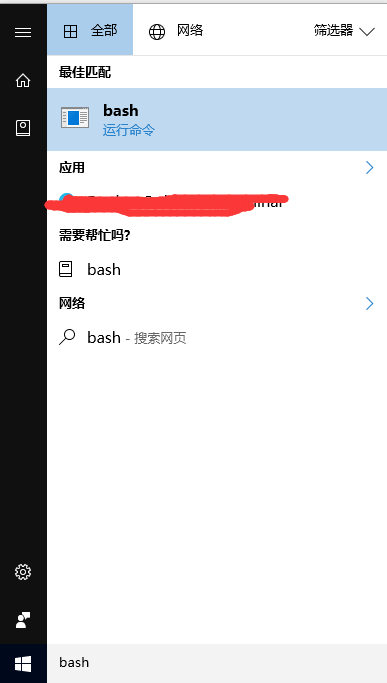 全部
网络
筛选器
最佳匹配
bash
运行命令
应用
需要帮忙吗?
bash
网络
bash - 搜索网页
bash